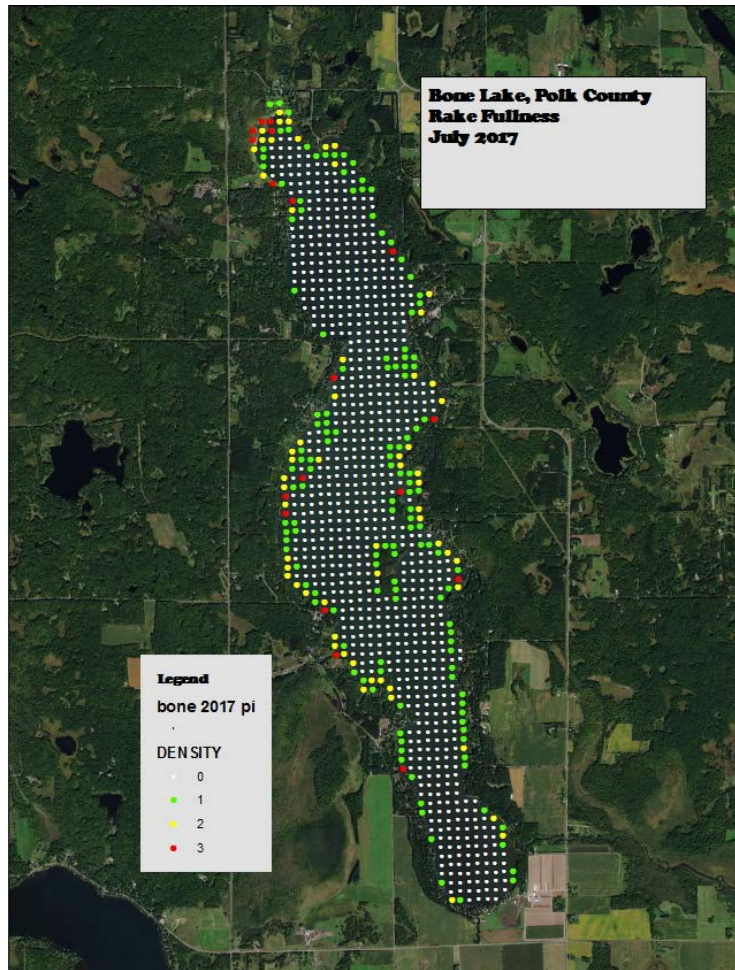 Bone Lake, Polk County
Rake Fullness
July 2017
Legend
bone 2017 pi
DENSITY
0
1
2
3